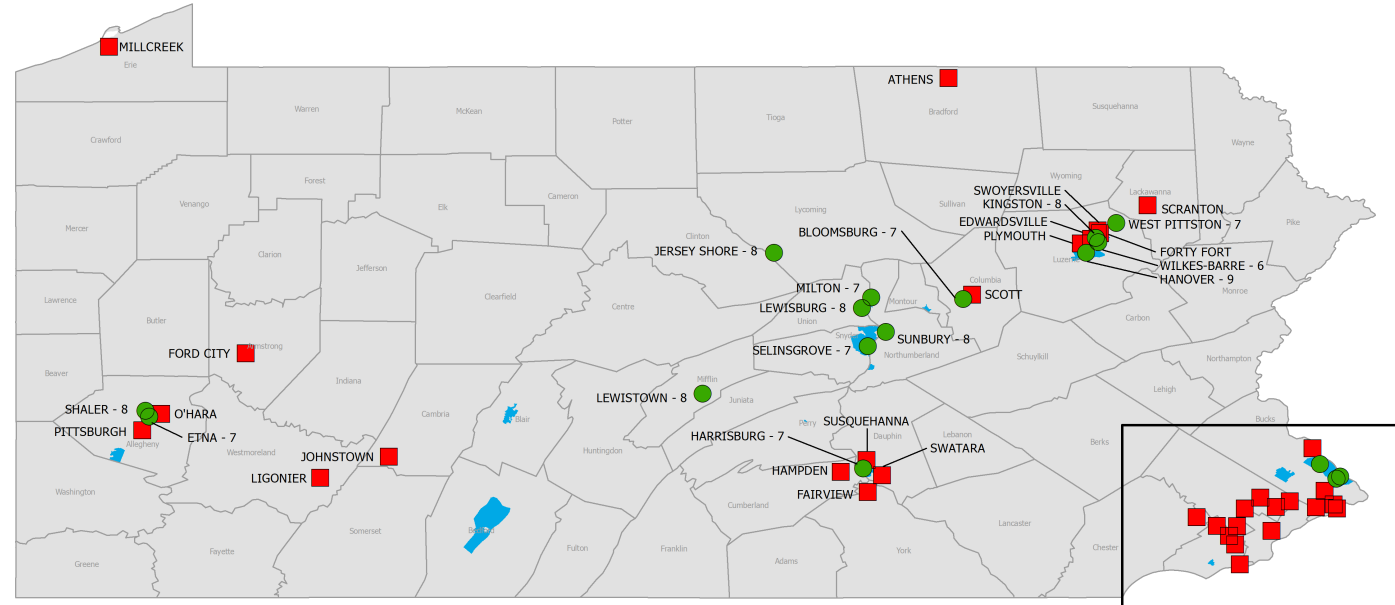 MILLCREEK
Erie
ATHENS
Warren
McKean
Susquehanna
Bradford
Tioga
Potter
Crawford
Wayne
Wyoming
Forest
SWOYERSVILLE
Lackawanna
Elk
Cameron
KINGSTON - 8
Venango
Sullivan
SCRANTON
Lycoming
EDWARDSVILLE
WEST PITTSTON - 7
Pike
Mercer
BLOOMSBURG - 7
Clinton
PLYMOUTH
JERSEY SHORE - 8
FORTY FORT
Clarion
Luzerne
WILKES-BARRE - 6
Jefferson
HANOVER - 9
Columbia
MILTON - 7
Monroe
SCOTT
Clearfield
Lawrence
Montour
LEWISBURG - 8
Centre
Carbon
Butler
Union
Snyder
SUNBURY - 8
Armstrong
SELINSGROVE - 7
FORD CITY
Northumberland
Schuylkill
Northampton
Beaver
Mifflin
Indiana
Lehigh
LEWISTOWN - 8
Juniata
SHALER - 8
O'HARA
Cambria
Blair
Bucks
SUSQUEHANNA
Perry
PITTSBURGH
ETNA - 7
HARRISBURG - 7
Dauphin
Lebanon
Allegheny
Berks
SWATARA
Westmoreland
Huntingdon
JOHNSTOWN
HAMPDEN
LIGONIER
Washington
FAIRVIEW
Cumberland
Lancaster
Somerset
Bedford
Chester
Fayette
Fulton
Franklin
York
Adams
Greene